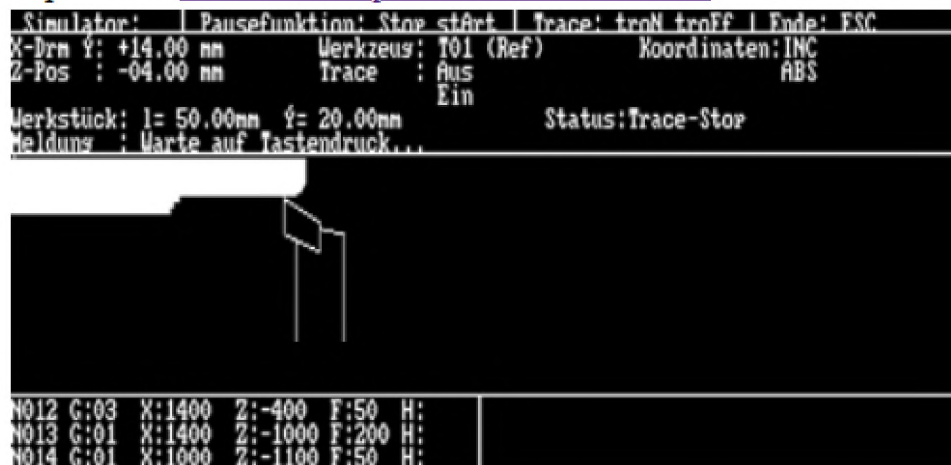 Simulator: | Pausefunktion: Stop stArt | Trace: troN troFf | Ende: ESC
X-Drm Ý: +14.00 mm Werkzeug: T01 (Ref) Koordinaten:INC
Z-Pos : -04.00 mm Trace : Aus ABS
Ein
Werkstück: l= 50.00mm Ý= 20.00mm Status:Trace-Stop
Meldung : Warte auf Tastendruck...
N012 G:03 X:1400 Z:-400 F:50 H:
N013 G:01 X:1400 Z:-1000 F:200 H:
N014 G:01 X:1000 Z:-1100 F:50 H: